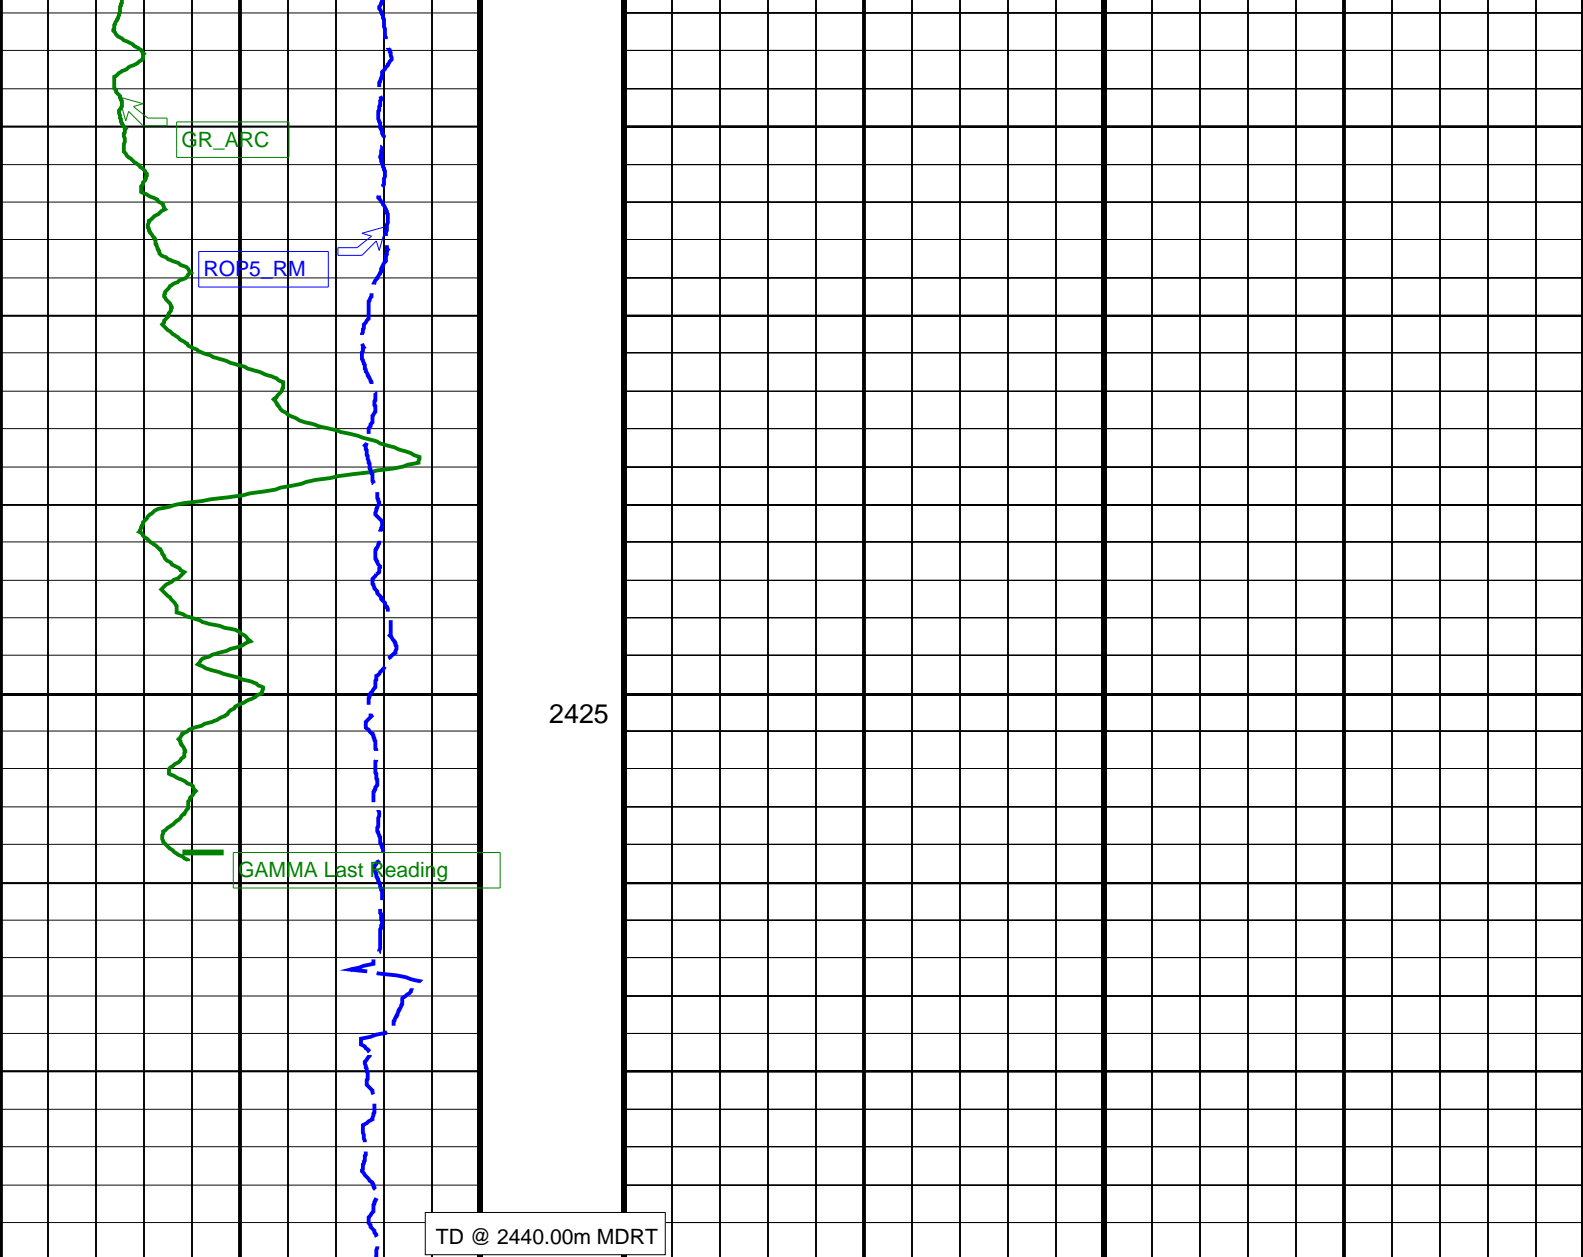 GR_ARC
ROP5_RM
2425
GAMMA Last Reading
TD @ 2440.00m MDRT